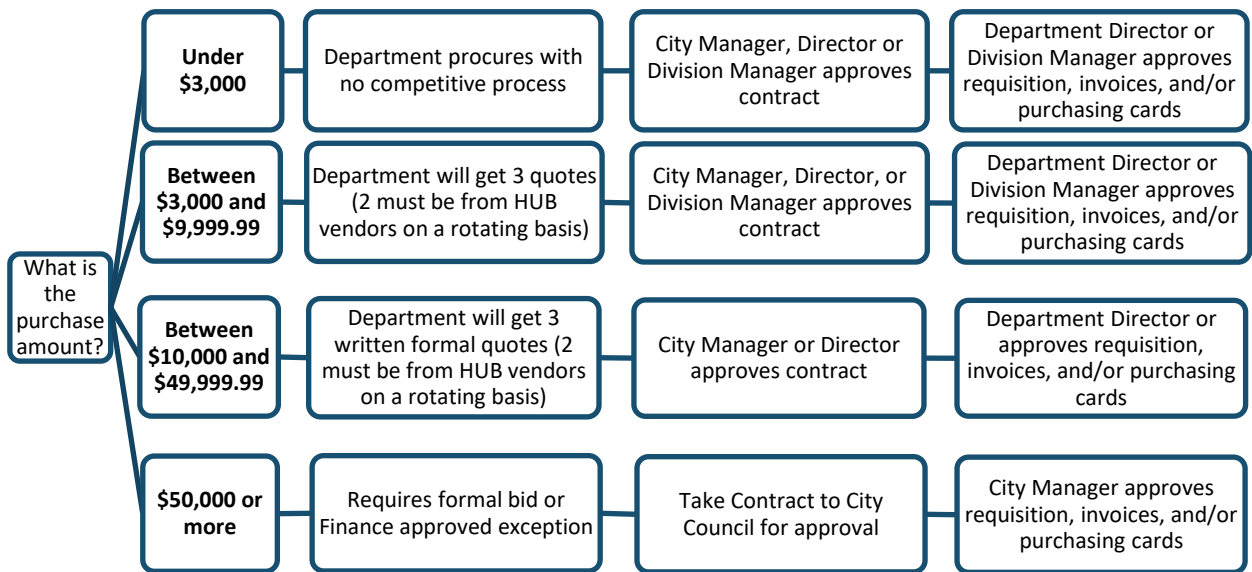 What is
the
purchase
amount?
Under
$3,000
Department procures with
no competitive process
City Manager, Director or
Division Manager approves
contract
Department Director or
Division Manager approves
requisition, invoices, and/or
purchasing cards
Between
$3,000 and
$9,999.99
Department will get 3 quotes
(2 must be from HUB
vendors on a rotating basis)
City Manager, Director, or
Division Manager approves
contract
Department Director or
Division Manager approves
requisition, invoices, and/or
purchasing cards
Between
$10,000 and
$49,999.99
Department will get 3
written formal quotes (2
must be from HUB vendors
on a rotating basis)
City Manager or Director
approves contract
Department Director or
approves requisition,
invoices, and/or purchasing
cards
$50,000 or
more
Requires formal bid or
Finance approved exception
Take Contract to City
Council for approval
City Manager approves
requisition, invoices, and/or
purchasing cards